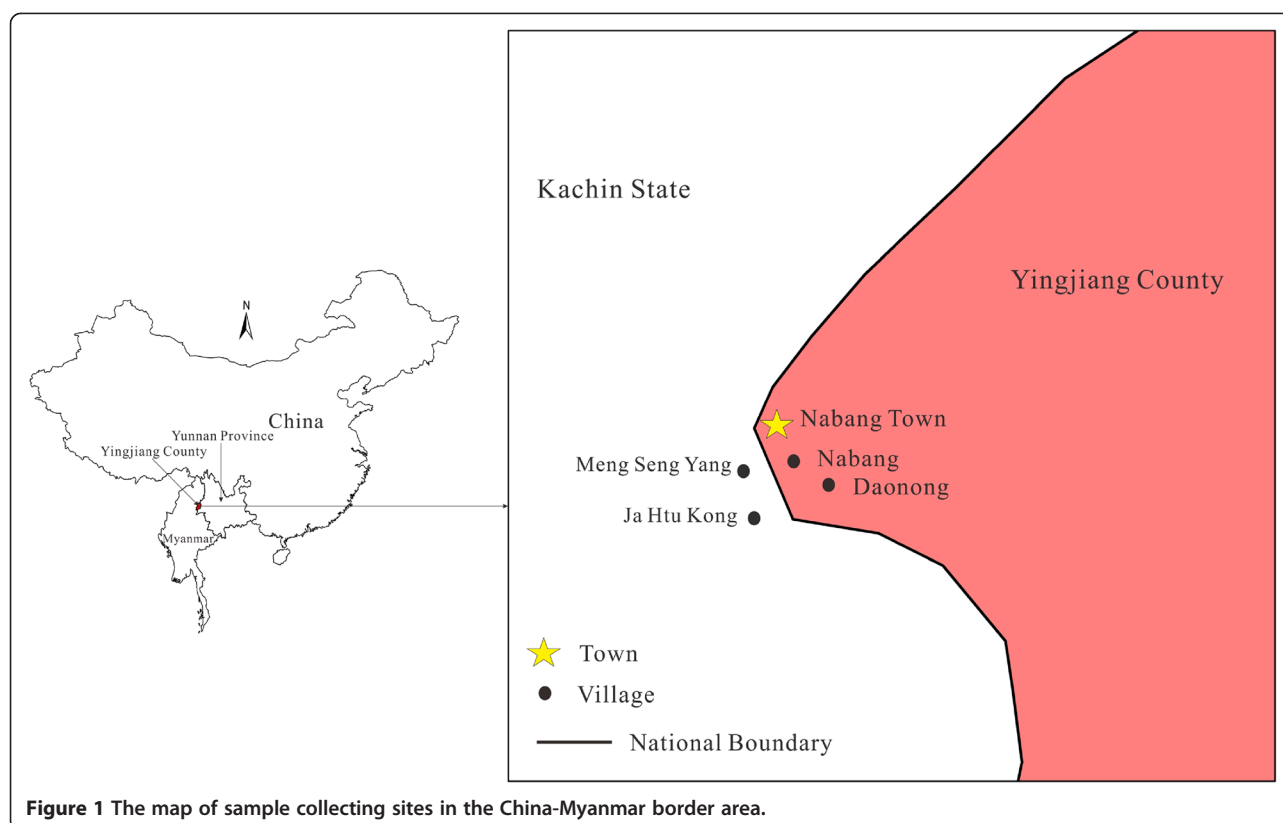 N
China
Yunnan Province
Yingjiang County
Myanmar
Kachin State
Yingjiang County
Nabang Town
Meng Seng Yang
Nabang
Daonong
Ja Htu Kong
Town
Village
National Boundary
Figure 1 The map of sample collecting sites in the China-Myanmar border area.